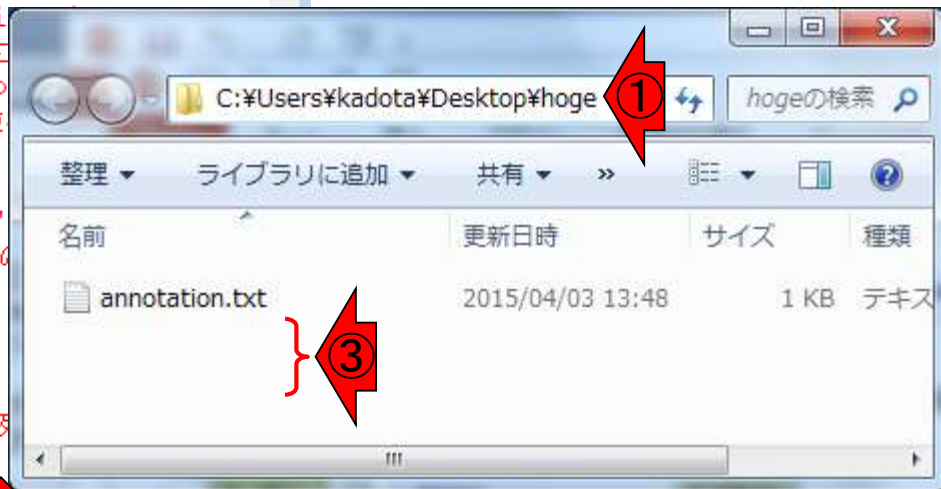 C:¥Users¥kadota¥Desktop¥hoge ① hogeの検索
整理 ライブラリに追加 共有 »
名前 更新日時 サイズ 種類
annotation.txt 2015/04/03 13:48 1 KB テキス
③